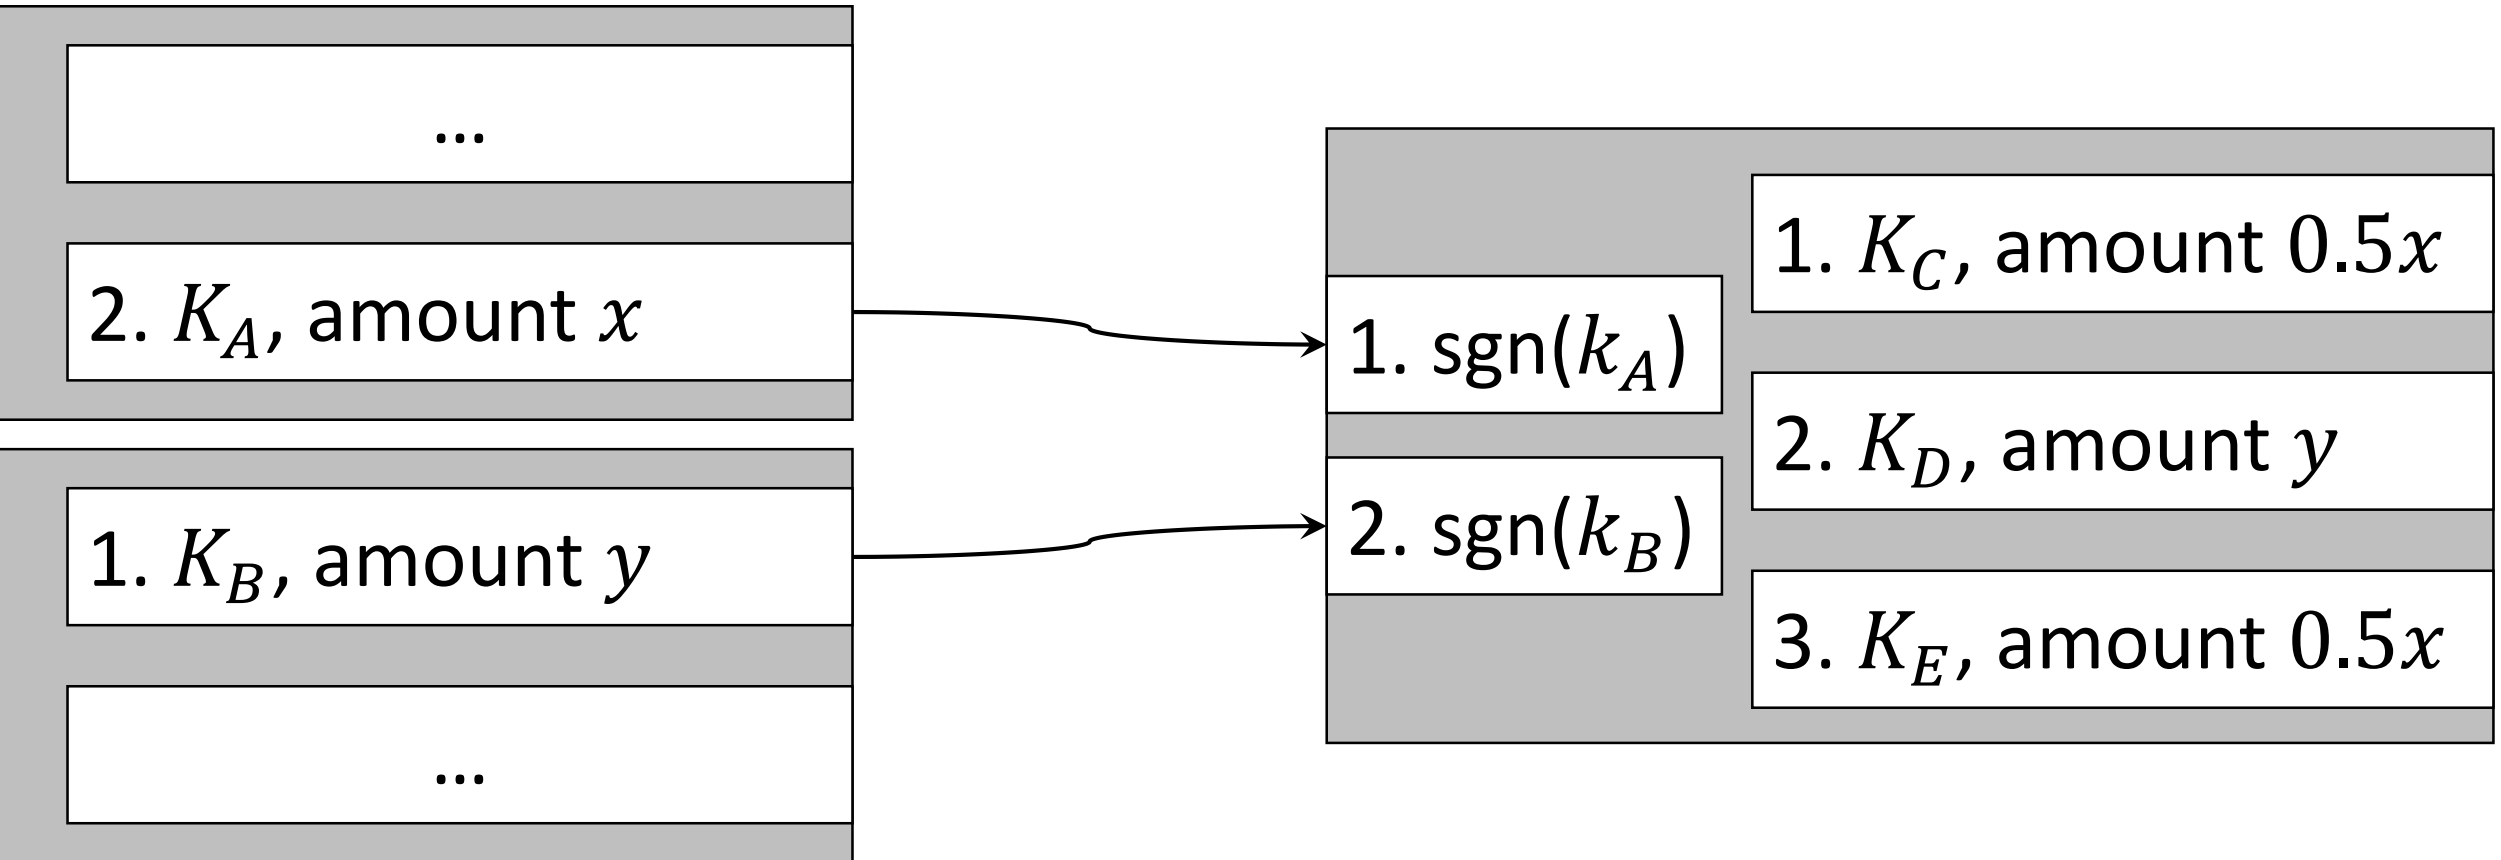 ...
2. K_A, amount x
1. K_B, amount y
...
1. sgn(k_A)
2. sgn(k_B)
1. K_C, amount 0.5x
2. K_D, amount y
3. K_E, amount 0.5x